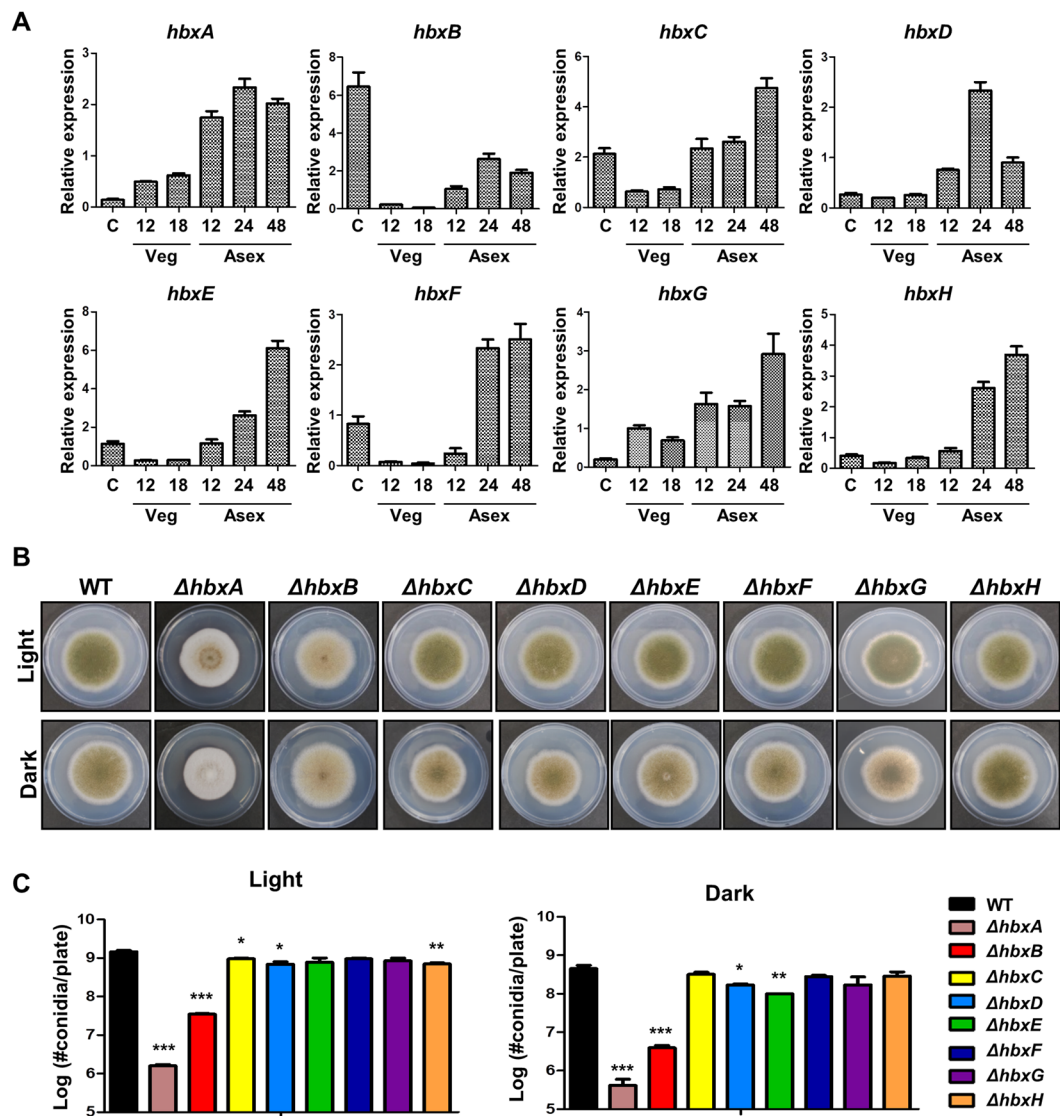 A
hbxA
hbxB
hbxC
hbxD
Relative expression
3
2
1
0
C 12 18 12 24 48
Veg Asex
Relative expression
8
6
4
2
0
C 12 18 12 24 48
Veg Asex
Relative expression
6
4
2
0
C 12 18 12 24 48
Veg Asex
Relative expression
3
2
1
0
C 12 18 12 24 48
Veg Asex
hbxE
hbxF
hbxG
hbxH
Relative expression
8
6
4
2
0
C 12 18 12 24 48
Veg Asex
Relative expression
3
2
1
0
C 12 18 12 24 48
Veg Asex
Relative expression
4
3
2
1
0
C 12 18 12 24 48
Veg Asex
Relative expression
5
4
3
2
1
0
C 12 18 12 24 48
Veg Asex
B
WT ΔhbxA ΔhbxB ΔhbxC ΔhbxD ΔhbxE ΔhbxF ΔhbxG ΔhbxH
Light
Dark
C
Light
Log (#conidia/plate)
10
9
8
7
6
5
***
***
*
*
**
Dark
Log (#conidia/plate)
10
9
8
7
6
5
***
***
*
**
WT
ΔhbxA
ΔhbxB
ΔhbxC
ΔhbxD
ΔhbxE
ΔhbxF
ΔhbxG
ΔhbxH